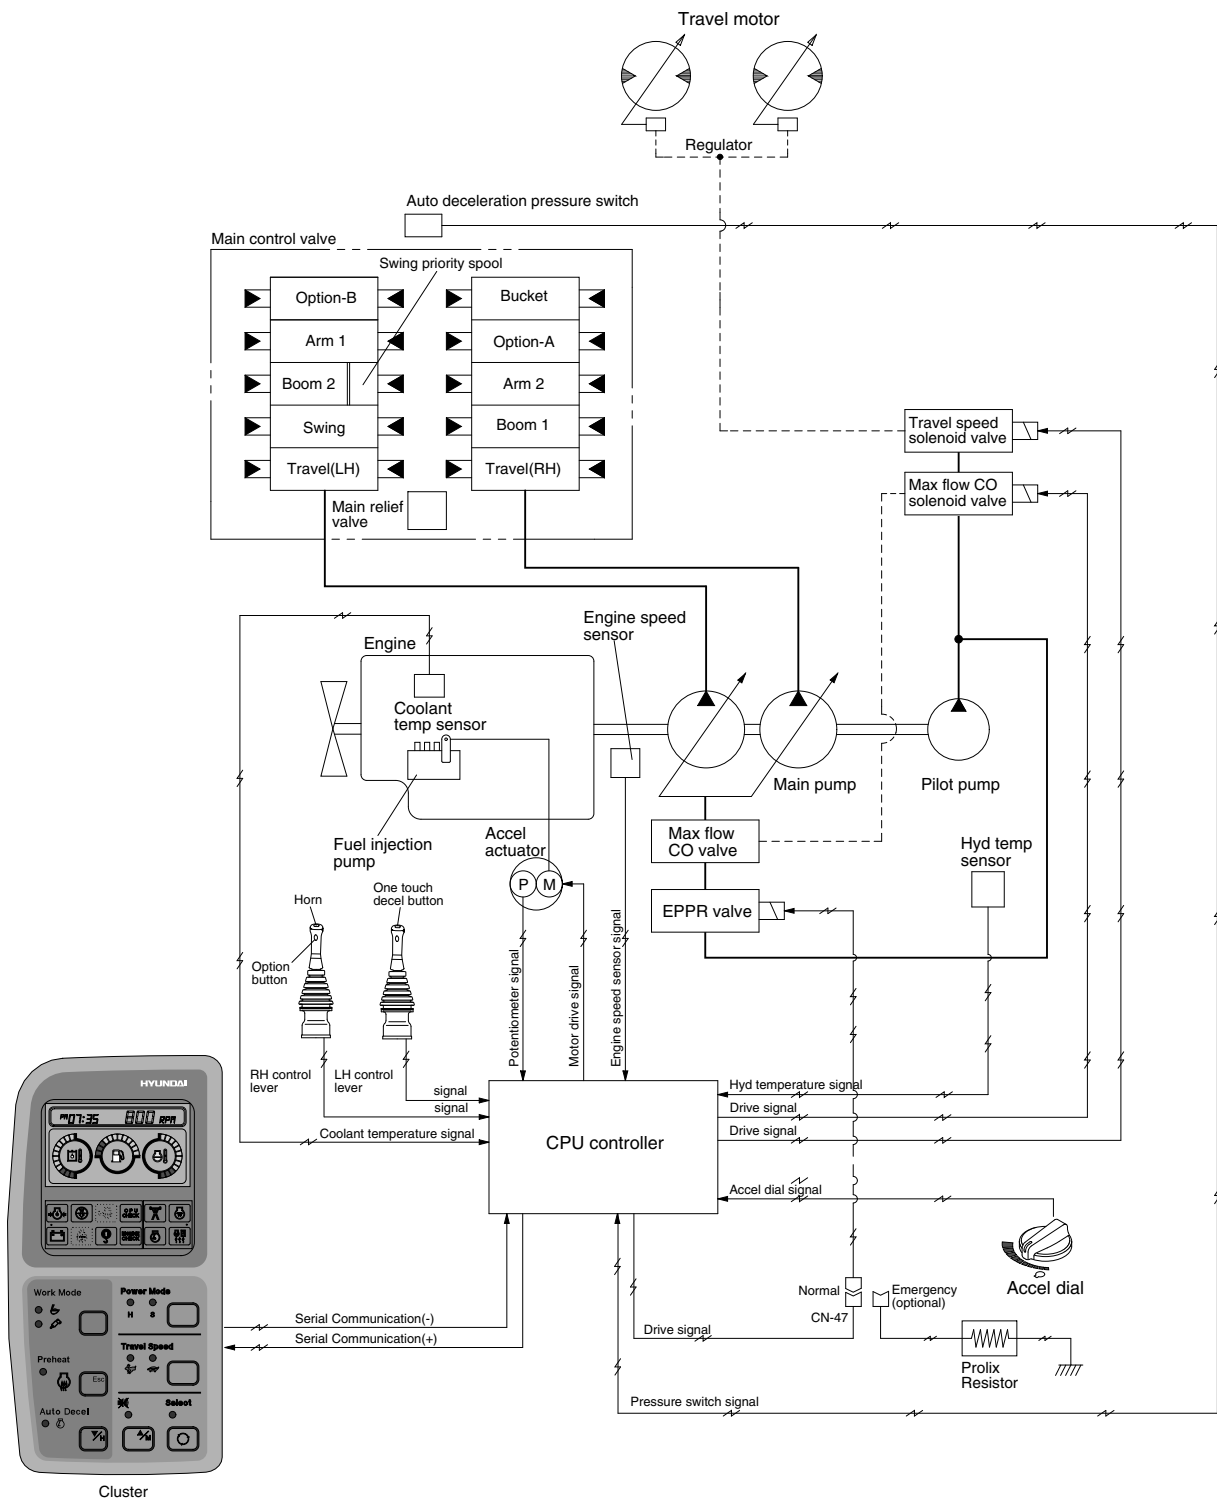 Travel motor
Regulator
Auto deceleration pressure switch
Main control valve
Swing priority spool
Option-B
Bucket
Arm 1
Option-A
Boom 2
Arm 2
Swing
Boom 1
Travel(LH)
Travel(RH)
Main relief
valve
Travel speed
solenoid valve
Max flow CO
solenoid valve
Engine speed
sensor
Engine
Coolant
temp sensor
Fuel injection
pump
Accel
actuator
P
M
Main pump
Pilot pump
Max flow
CO valve
EPPR valve
Hyd temp
sensor
Horn
One touch
decel button
Option
button
RH control
lever
LH control
lever
Potentiometer signal
Motor drive signal
Engine speed sensor signal
signal
signal
Coolant temperature signal
CPU controller
Hyd temperature signal
Drive signal
Drive signal
Accel dial signal
Accel dial
Normal
Emergency
(optional)
CN-47
Drive signal
Prolix
Resistor
Pressure switch signal
Serial Communication(-)
Serial Communication(+)
HYUNDAI
PM 07:35 800 RPM
CPU
CHECK
Work Mode
Power Mode
H S
Travel Speed
Preheat
Esc
Auto Decel
Select
▼/H
▲/M
Cluster